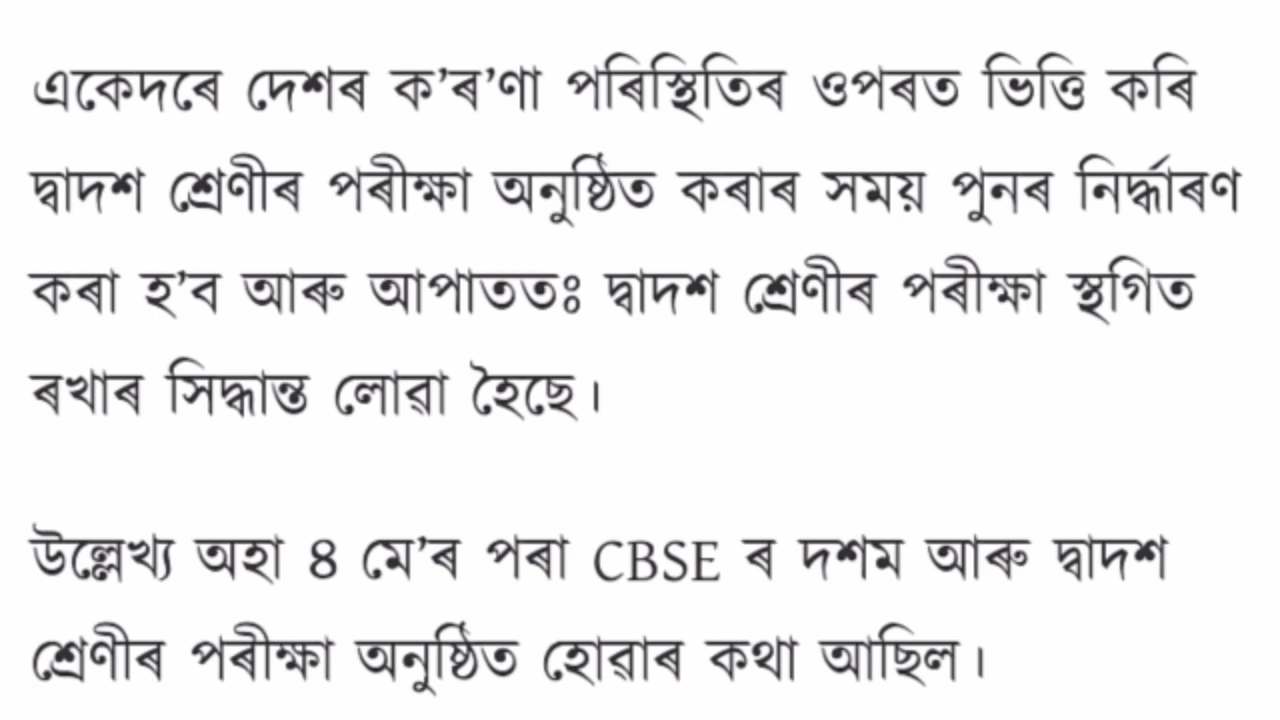 একেদৰে দেশৰ ক’ৰ’ণা পৰিস্থিতিৰ ওপৰত ভিত্তি কৰি
দ্বাদশ শ্ৰেণীৰ পৰীক্ষা অনুষ্ঠিত কৰাৰ সময় পুনৰ নিৰ্দ্ধাৰণ
কৰা হ’ব আৰু আপাততঃ দ্বাদশ শ্ৰেণীৰ পৰীক্ষা স্থগিত
ৰখাৰ সিদ্ধান্ত লোৱা হৈছে।
উল্লেখ্য অহা ৪ মে’ৰ পৰা CBSE ৰ দশম আৰু দ্বাদশ
শ্ৰেণীৰ পৰীক্ষা অনুষ্ঠিত হোৱাৰ কথা আছিল।